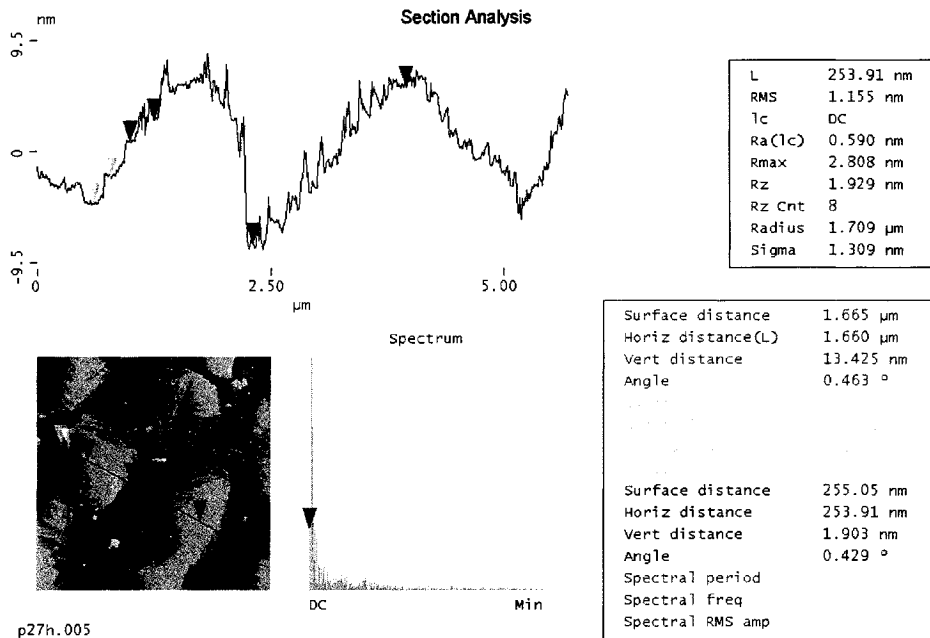 Section Analysis
nm
9.5
0
-9.5
0 2.50 5.00
µm
L 253.91 nm
RMS 1.155 nm
lc DC
Ra(lc) 0.590 nm
Rmax 2.808 nm
Rz 1.929 nm
Rz Cnt 8
Radius 1.709 µm
Sigma 1.309 nm
Surface distance 1.665 µm
Horiz distance(L) 1.660 µm
Vert distance 13.425 nm
Angle 0.463 °
Surface distance 255.05 nm
Horiz distance 253.91 nm
Vert distance 1.903 nm
Angle 0.429 °
Spectral period
Spectral freq
Spectral RMS amp
Spectrum
DC Min
p27h.005